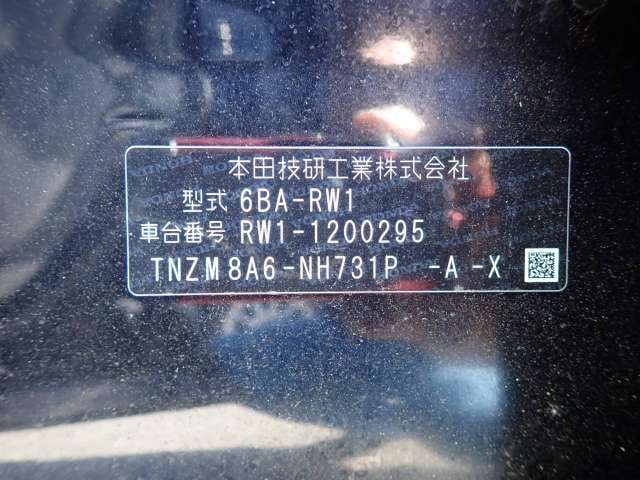 本田技研工業株式会社
型式 6BA-RW1
車台番号 RW1-1200295
TNZM8A6-NH731P -A -X